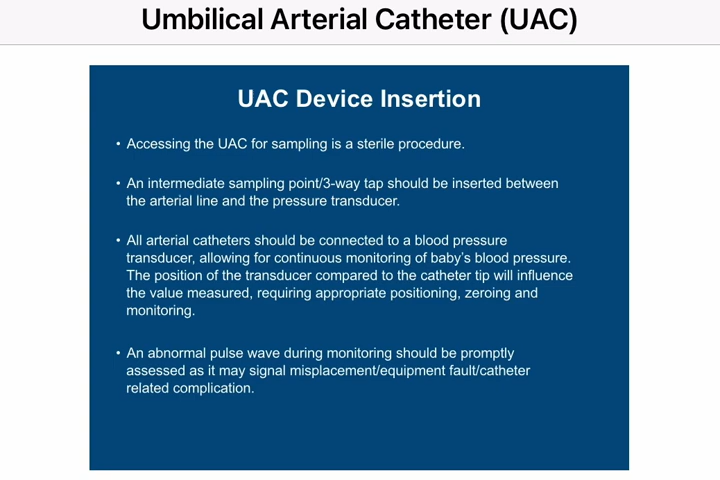 Umbilical Arterial Catheter (UAC)
UAC Device Insertion
• Accessing the UAC for sampling is a sterile procedure.
• An intermediate sampling point/3-way tap should be inserted between
the arterial line and the pressure transducer.
• All arterial catheters should be connected to a blood pressure
transducer, allowing for continuous monitoring of baby’s blood pressure.
The position of the transducer compared to the catheter tip will influence
the value measured, requiring appropriate positioning, zeroing and
monitoring.
• An abnormal pulse wave during monitoring should be promptly
assessed as it may signal misplacement/equipment fault/catheter
related complication.